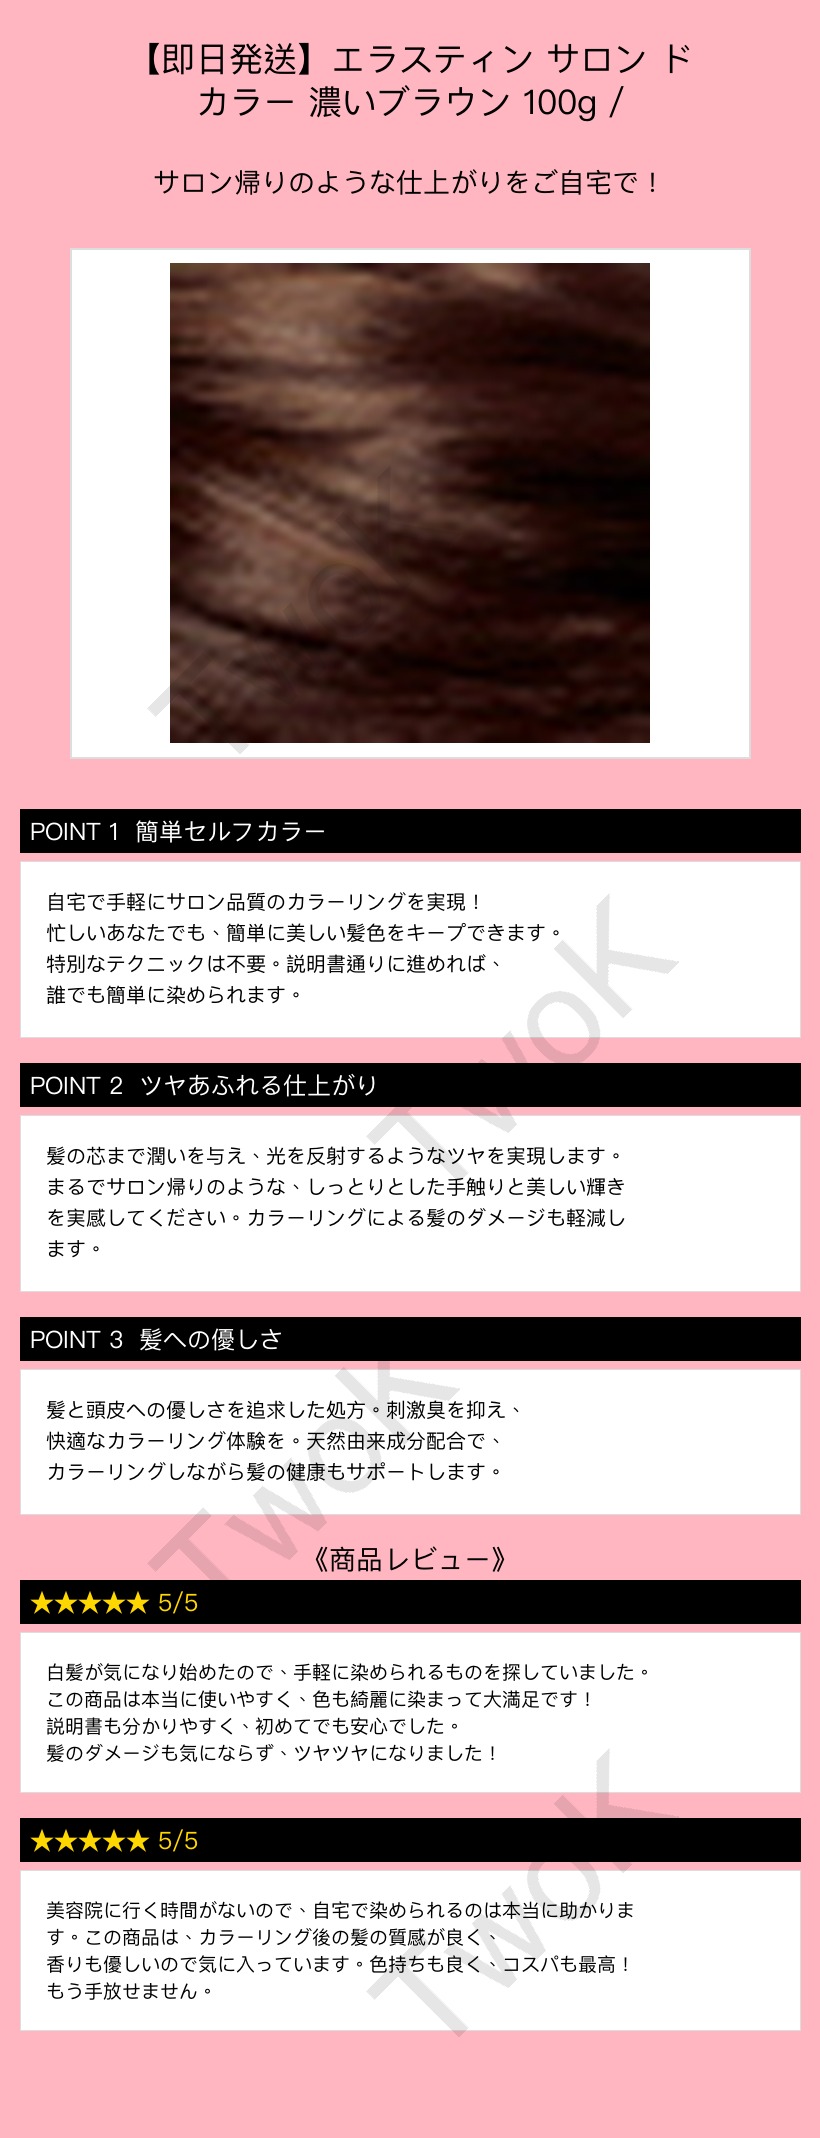 【即日発送】エラスティン サロン ド
カラー 濃いブラウン 100g /
サロン帰りのような仕上がりをご自宅で！
POINT 1 簡単セルフカラー
自宅で手軽にサロン品質のカラーリングを実現！
忙しいあなたでも、簡単に美しい髪色をキープできます。
特別なテクニックは不要。説明書通りに進めれば、
誰でも簡単に染められます。
POINT 2 ツヤあふれる仕上がり
髪の芯まで潤いを与え、光を反射するようなツヤを実現します。
まるでサロン帰りのような、しっとりとした手触りと美しい輝き
を実感してください。カラーリングによる髪のダメージも軽減し
ます。
POINT 3 髪への優しさ
髪と頭皮への優しさを追求した処方。刺激臭を抑え、
快適なカラーリング体験を。天然由来成分配合で、
カラーリングしながら髪の健康もサポートします。
《商品レビュー》
★★★★★ 5/5
白髪が気になり始めたので、手軽に染められるものを探していました。
この商品は本当に使いやすく、色も綺麗に染まって大満足です！
説明書も分かりやすく、初めてでも安心でした。
髪のダメージも気にならず、ツヤツヤになりました！
★★★★★ 5/5
美容院に行く時間がないので、自宅で染められるのは本当に助かりま
す。この商品は、カラーリング後の髪の質感が良く、
香りも優しいので気に入っています。色持ちも良く、コスパも最高！
もう手放せません。
TwoK
TwoK
TwoK
TwoK